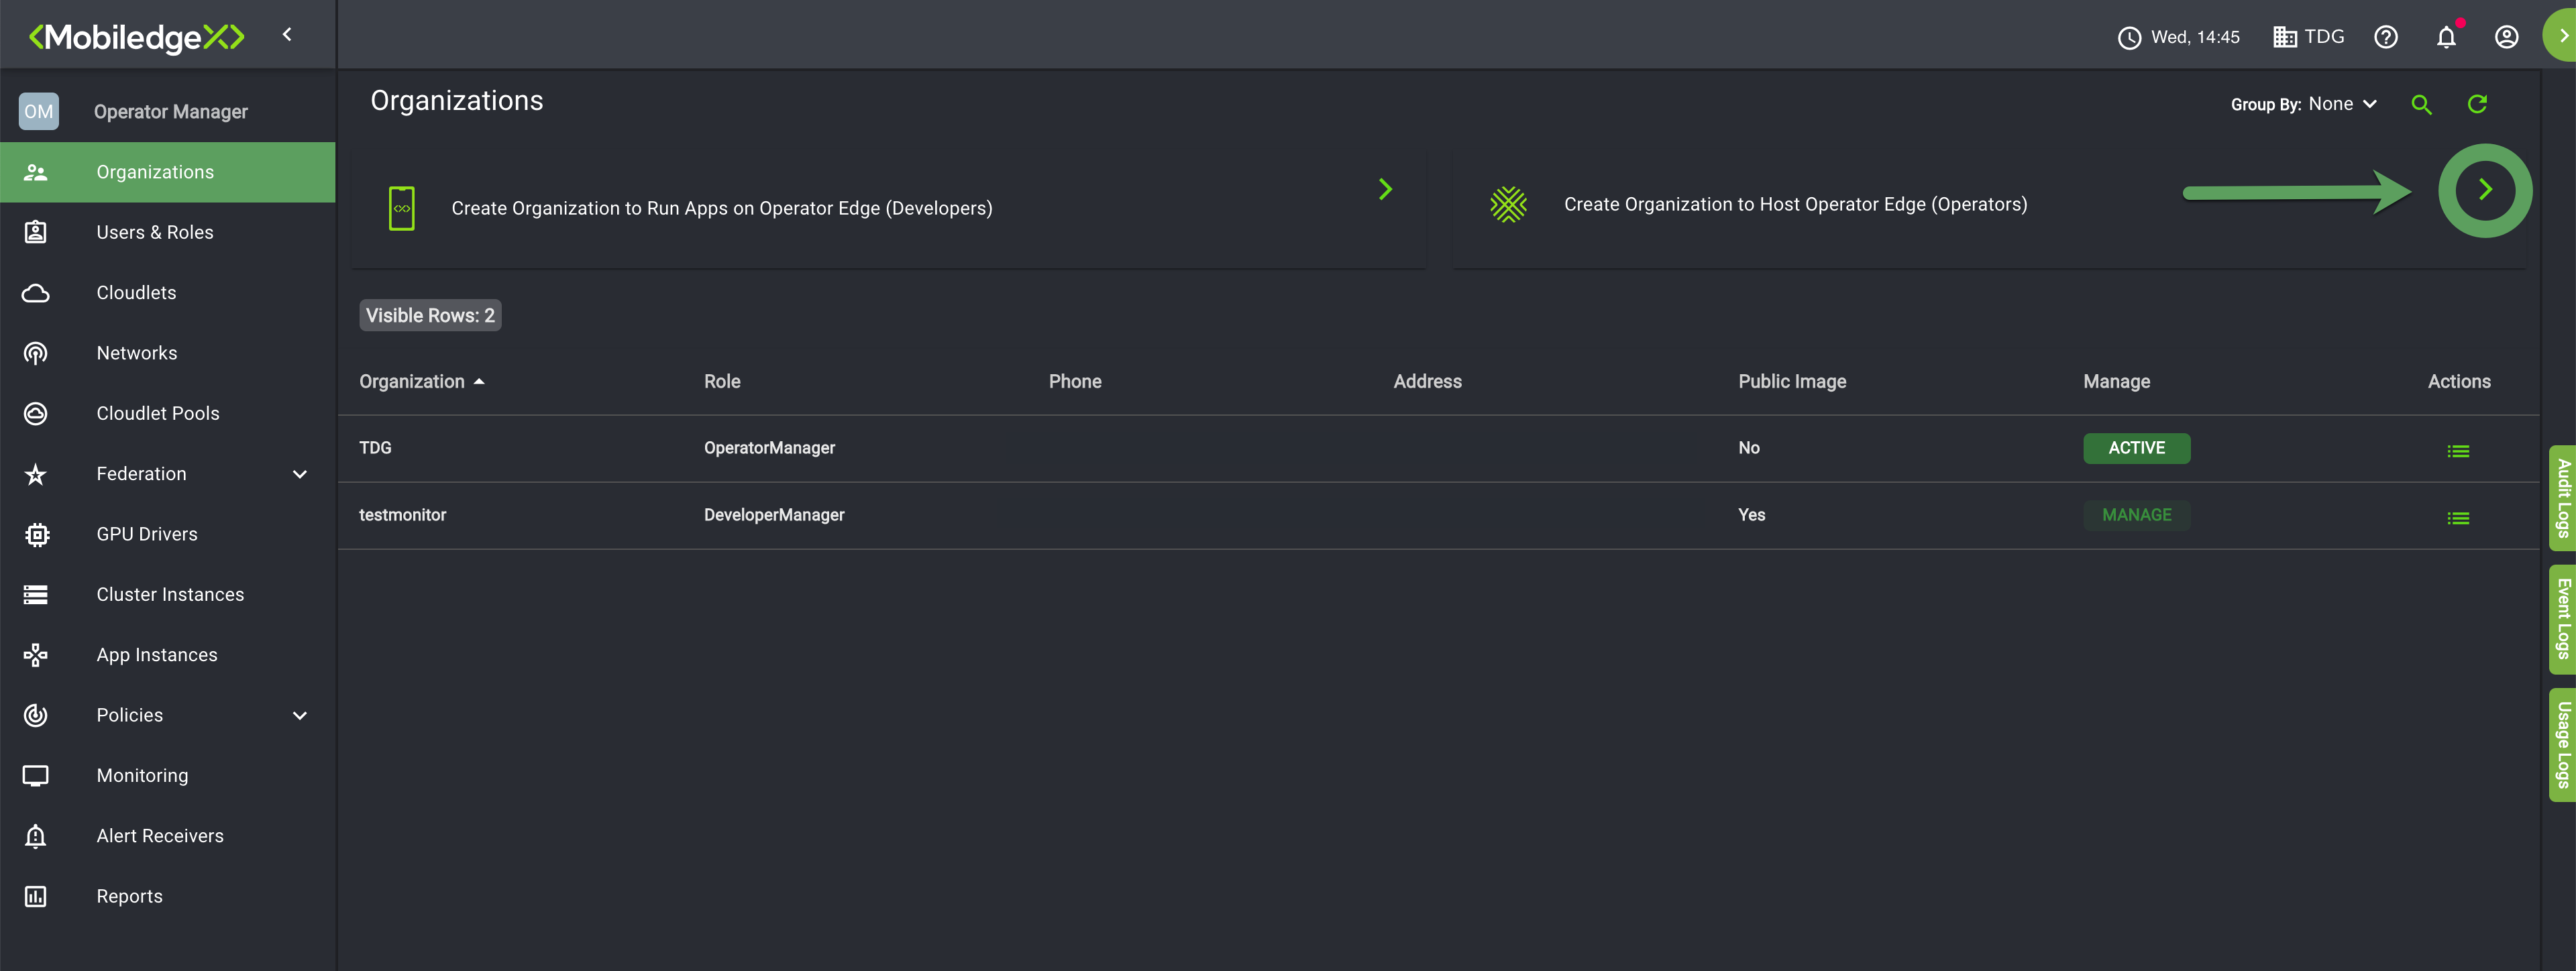 <MobiledgeX>
Wed, 14:45
TDG
OM Operator Manager
Organizations
Users & Roles
Cloudlets
Networks
Cloudlet Pools
Federation
GPU Drivers
Cluster Instances
App Instances
Policies
Monitoring
Alert Receivers
Reports
Organizations
Group By: None
Create Organization to Run Apps on Operator Edge (Developers)
Create Organization to Host Operator Edge (Operators)
Visible Rows: 2
Organization Role Phone Address Public Image Manage Actions
TDG OperatorManager No ACTIVE
testmonitor DeveloperManager Yes MANAGE
Audit Logs
Event Logs
Usage Logs